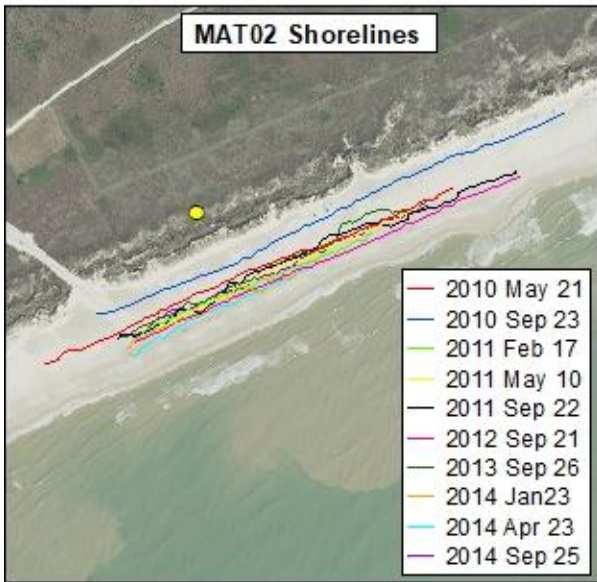 MAT02 Shorelines
2010 May 21
2010 Sep 23
2011 Feb 17
2011 May 10
2011 Sep 22
2012 Sep 21
2013 Sep 26
2014 Jan23
2014 Apr 23
2014 Sep 25